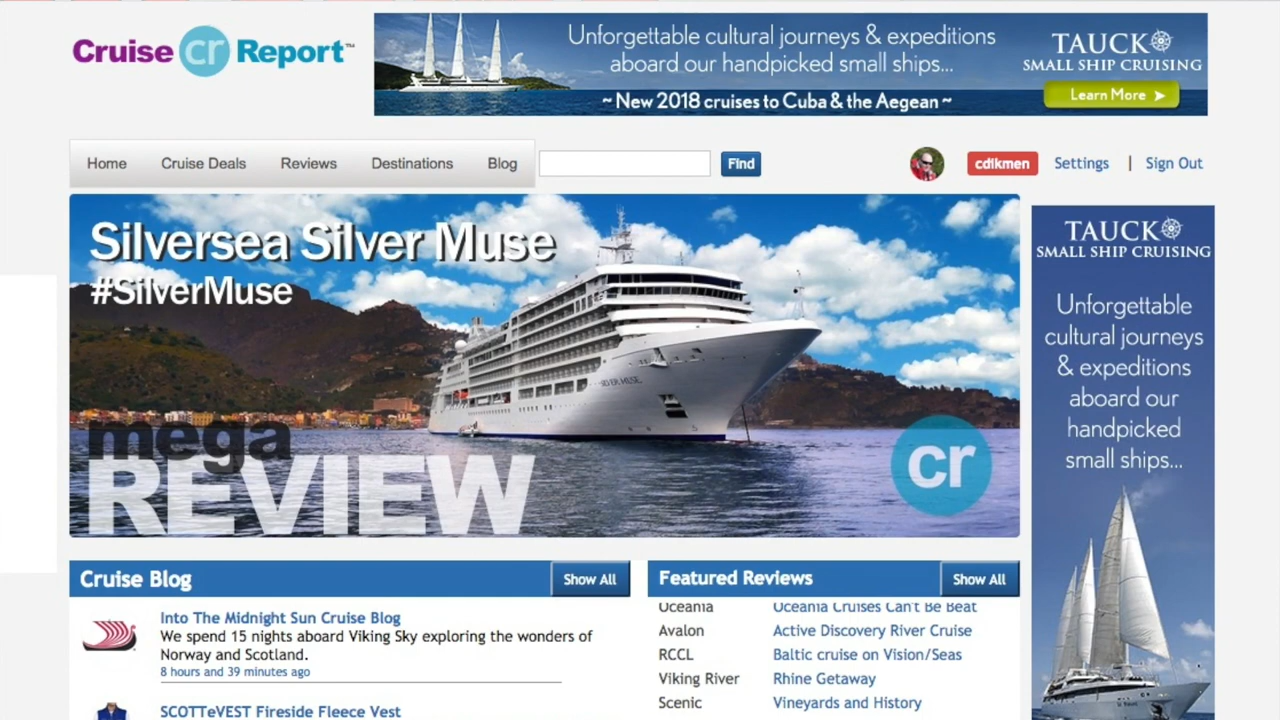 Cruise cr Report™
Unforgettable cultural journeys & expeditions
aboard our handpicked small ships...
~ New 2018 cruises to Cuba & the Aegean ~
TAUCK
SMALL SHIP CRUISING
Learn More
Home Cruise Deals Reviews Destinations Blog
Find
cdikmen Settings | Sign Out
Silversea Silver Muse
#SilverMuse
SILVER MUSE
mega
REVIEW
cr
TAUCK
SMALL SHIP CRUISING
Unforgettable
cultural journeys
& expeditions
aboard our
handpicked
small ships...
Cruise Blog Show All
Into The Midnight Sun Cruise Blog
We spend 15 nights aboard Viking Sky exploring the wonders of
Norway and Scotland.
8 hours and 39 minutes ago
SCOTTeVEST Fireside Fleece Vest
Featured Reviews Show All
Oceania Oceania Cruises Can't Be Beat
Avalon Active Discovery River Cruise
RCCL Baltic cruise on Vision/Seas
Viking River Rhine Getaway
Scenic Vineyards and History